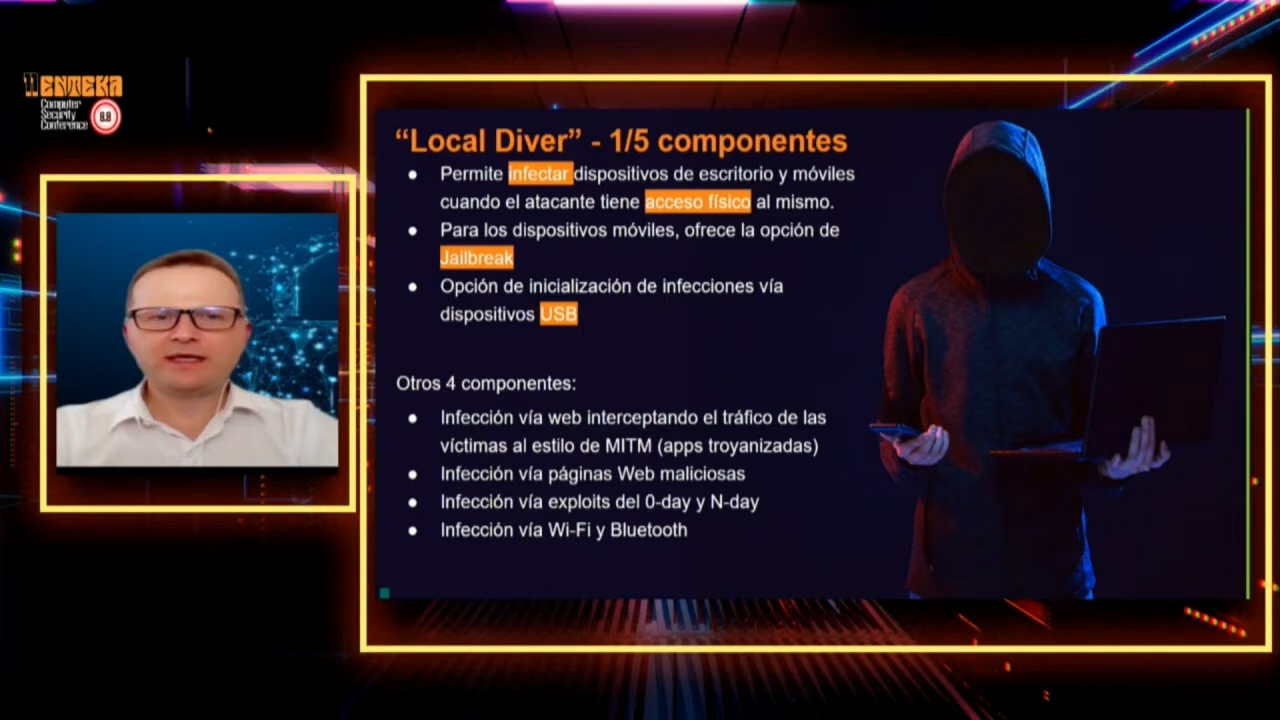 11ENTEKA
Computer
Security
Conference
8.8
“Local Diver” - 1/5 componentes
● Permite infectar dispositivos de escritorio y móviles
cuando el atacante tiene acceso físico al mismo.
● Para los dispositivos móviles, ofrece la opción de
Jailbreak
● Opción de inicialización de infecciones vía
dispositivos USB
Otros 4 componentes:
● Infección vía web interceptando el tráfico de las
víctimas al estilo de MITM (apps troyanizadas)
● Infección vía páginas Web maliciosas
● Infección vía exploits del 0-day y N-day
● Infección vía Wi-Fi y Bluetooth